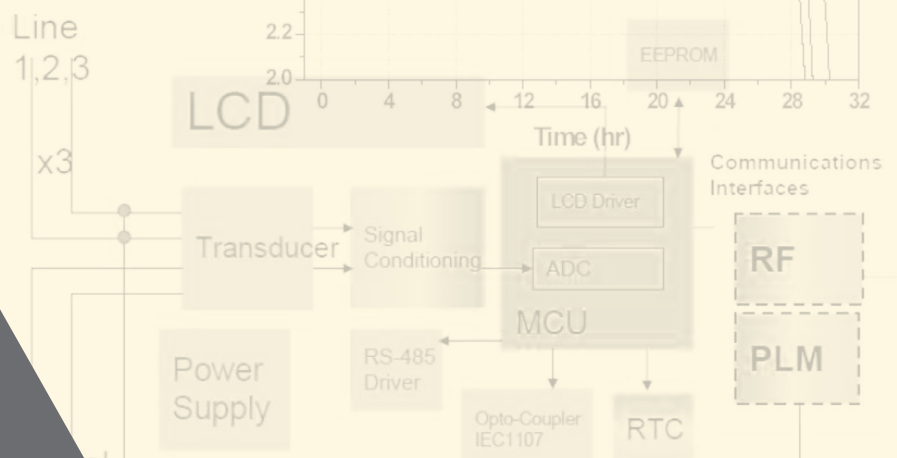 Line
1,2,3
x3
2.2
2.0
0 4 8 12 16 20 24 28 32
Time (hr)
EEPROM
LCD
Communications
Interfaces
Transducer
Signal
Conditioning
LCD Driver
ADC
MCU
RF
PLM
Power
Supply
RS-485
Driver
Opto-Coupler
IEC1107
RTC